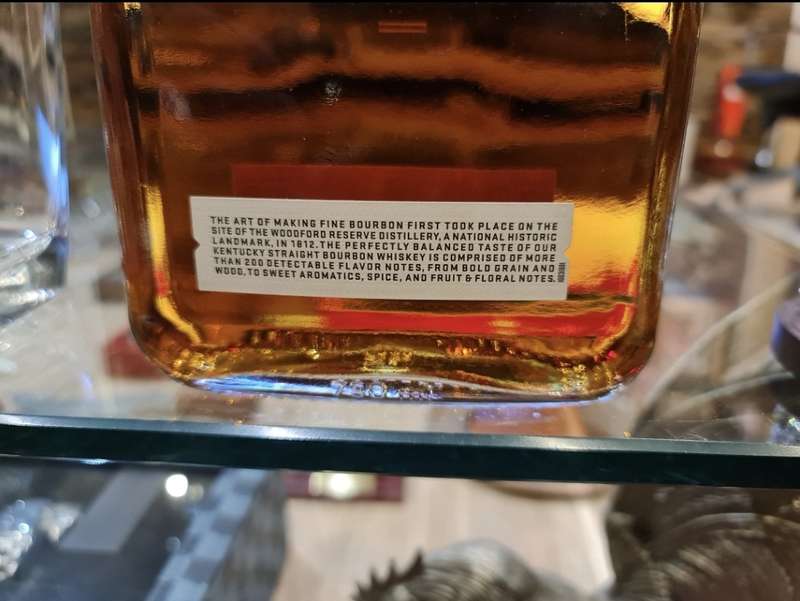 THE ART OF MAKING FINE BOURBON FIRST TOOK PLACE ON THE
SITE OF THE WOODFORD RESERVE DISTILLERY, A NATIONAL HISTORIC
LANDMARK, IN 1812. THE PERFECTLY BALANCED TASTE OF OUR
KENTUCKY STRAIGHT BOURBON WHISKEY IS COMPRISED OF MORE
THAN 200 DETECTABLE FLAVOR NOTES, FROM BOLD GRAIN AND
WOOD, TO SWEET AROMATICS, SPICE, AND FRUIT & FLORAL NOTES.